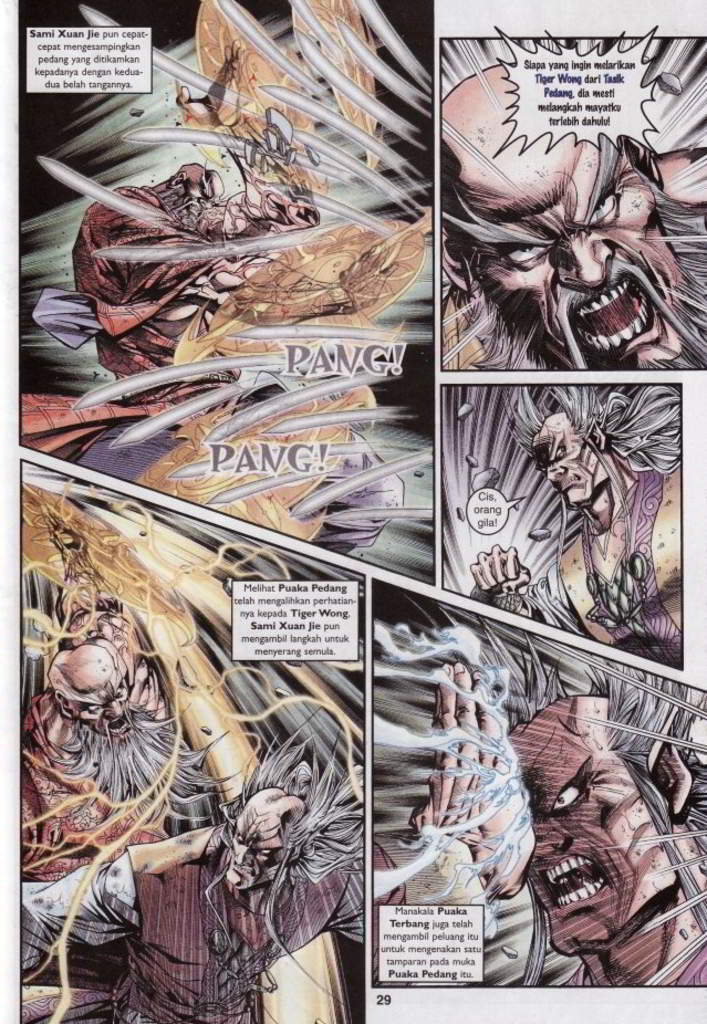 Sami Xuan Jie pun cepat-
cepat mengesampingkan
pedang yang ditikamkan
kepadanya dengan kedua-
dua belah tangannya.
PANG!
PANG!
Siapa yang ingin melarikan
Tiger Wong dari Tasik
Pedang, dia mesti
melangkah mayatku
terlebih dahulu!
Cis,
orang
gila!
Melihat Puaka Pedang
telah mengalihkan perhatian-
nya kepada Tiger Wong,
Sami Xuan Jie pun
mengambil langkah untuk
menyerang semula.
Manakala Puaka
Terbang juga telah
mengambil peluang itu
untuk mengenakan satu
tamparan pada muka
Puaka Pedang itu.
29